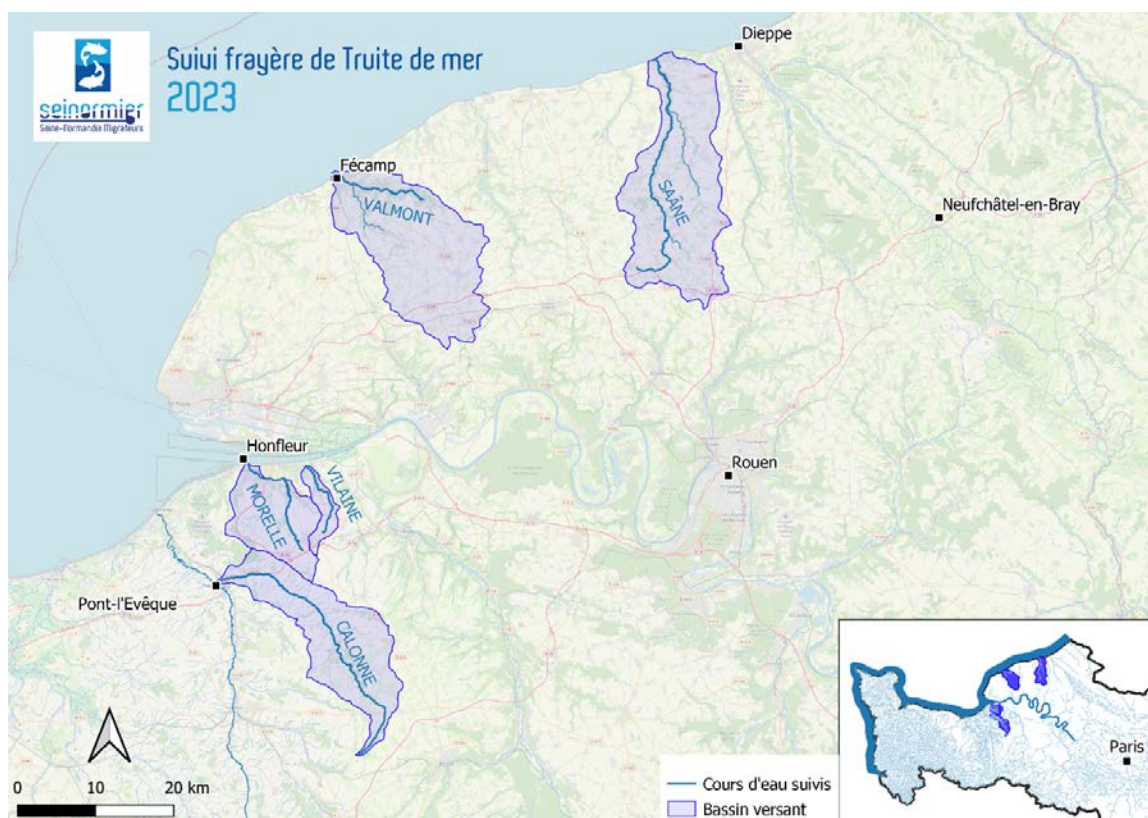 Suivi frayère de Truite de mer
2023
seinormigr
Seine-Normandie Migrateurs
Dieppe
Fécamp
VALMONT
SAÂNE
Neufchâtel-en-Bray
Honfleur
VILAINE
MORELLE
Rouen
Pont-l'Evêque
CALONNE
Paris
0 10 20 km
Cours d'eau suivis
Bassin versant